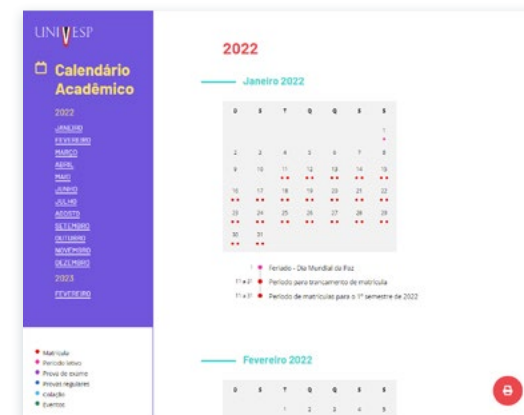 UNIVESP
Calendário
Acadêmico
2022
JANEIRO
FEVEREIRO
MARÇO
ABRIL
MAIO
JUNHO
JULHO
AGOSTO
SETEMBRO
OUTUBRO
NOVEMBRO
DEZEMBRO
2023
FEVEREIRO
Matrícula
Período letivo
Prova de exame
Provas regulares
Colação
Eventos
2022
Janeiro 2022
D S T Q Q S S
1
2 3 4 5 6 7 8
9 10 11 12 13 14 15
16 17 18 19 20 21 22
23 24 25 26 27 28 29
30 31
1 Feriado - Dia Mundial da Paz
Período para trancamento de matrícula
Período de matrículas para o 1º semestre de 2022
Fevereiro 2022
D S T Q Q S S
1 2 3 4 5